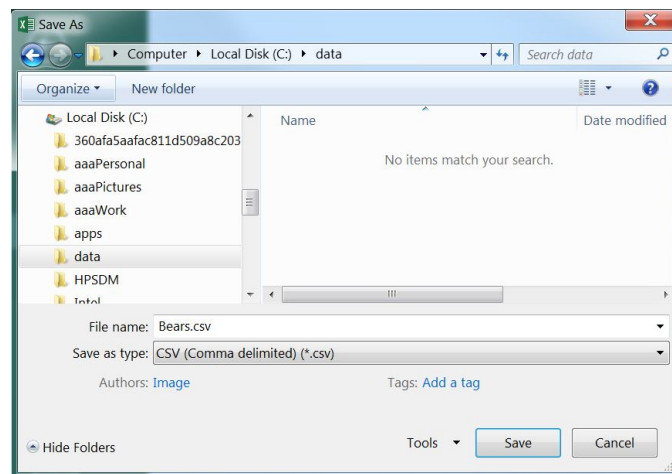 Save As
Computer ▸ Local Disk (C:) ▸ data
Search data
Organize
New folder
Local Disk (C:)
360afa5aafac811d509a8c203
aaaPersonal
aaaPictures
aaaWork
apps
data
HPSDM
Intel
Name
Date modified
No items match your search.
File name: Bears.csv
Save as type: CSV (Comma delimited) (*.csv)
Authors: Image
Tags: Add a tag
Hide Folders
Tools
Save
Cancel